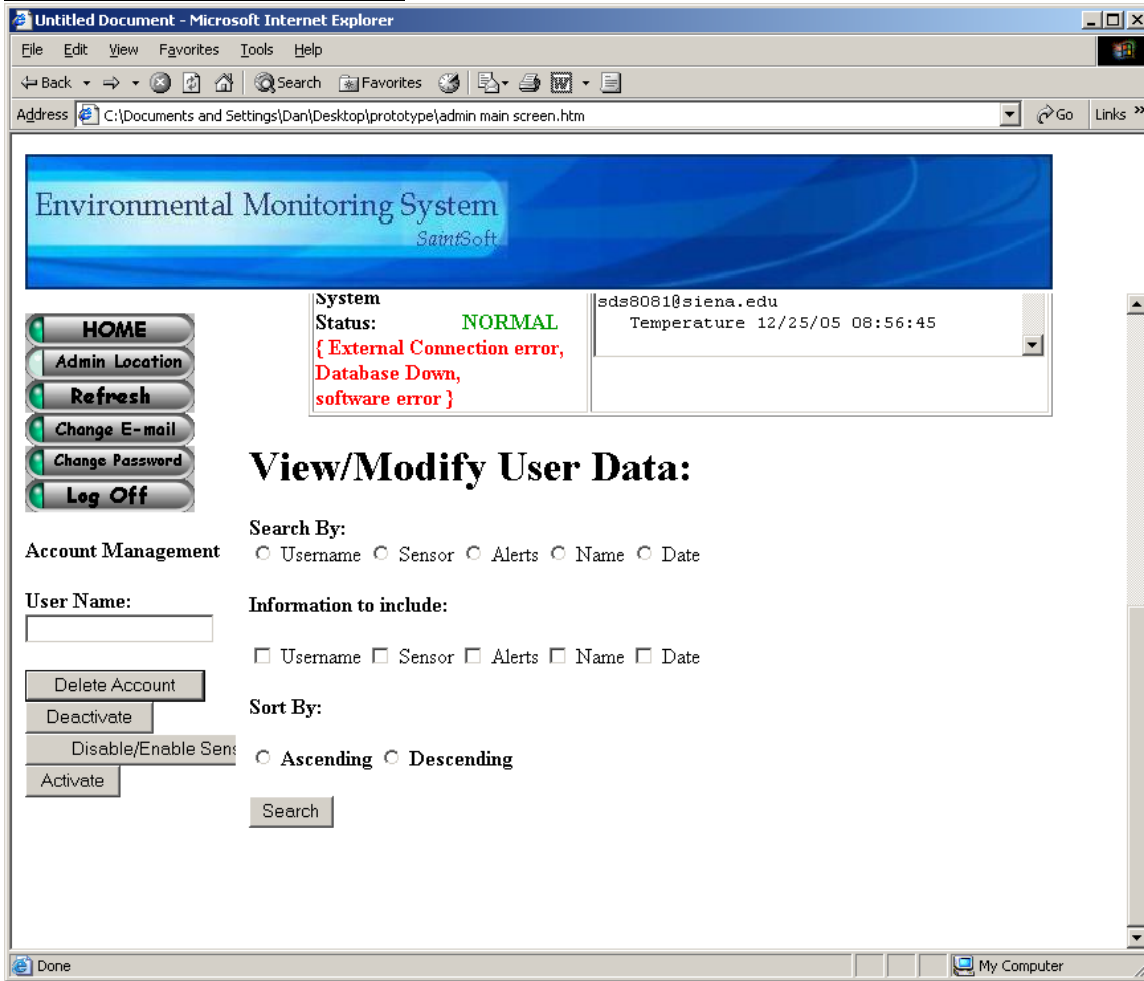 Untitled Document - Microsoft Internet Explorer
File Edit View Favorites Tools Help
Back Search Favorites
Address C:\Documents and Settings\Dan\Desktop\prototype\admin main screen.htm Go Links »
Environmental Monitoring System
SaintSoft
System
Status: NORMAL
{ External Connection error,
Database Down,
software error }
sds8081@siena.edu
Temperature 12/25/05 08:56:45
HOME
Admin Location
Refresh
Change E-mail
Change Password
Log Off
Account Management
User Name:
Delete Account
Deactivate
Disable/Enable Sens
Activate
View/Modify User Data:
Search By:
Username Sensor Alerts Name Date
Information to include:
Username Sensor Alerts Name Date
Sort By:
Ascending Descending
Search
Done My Computer